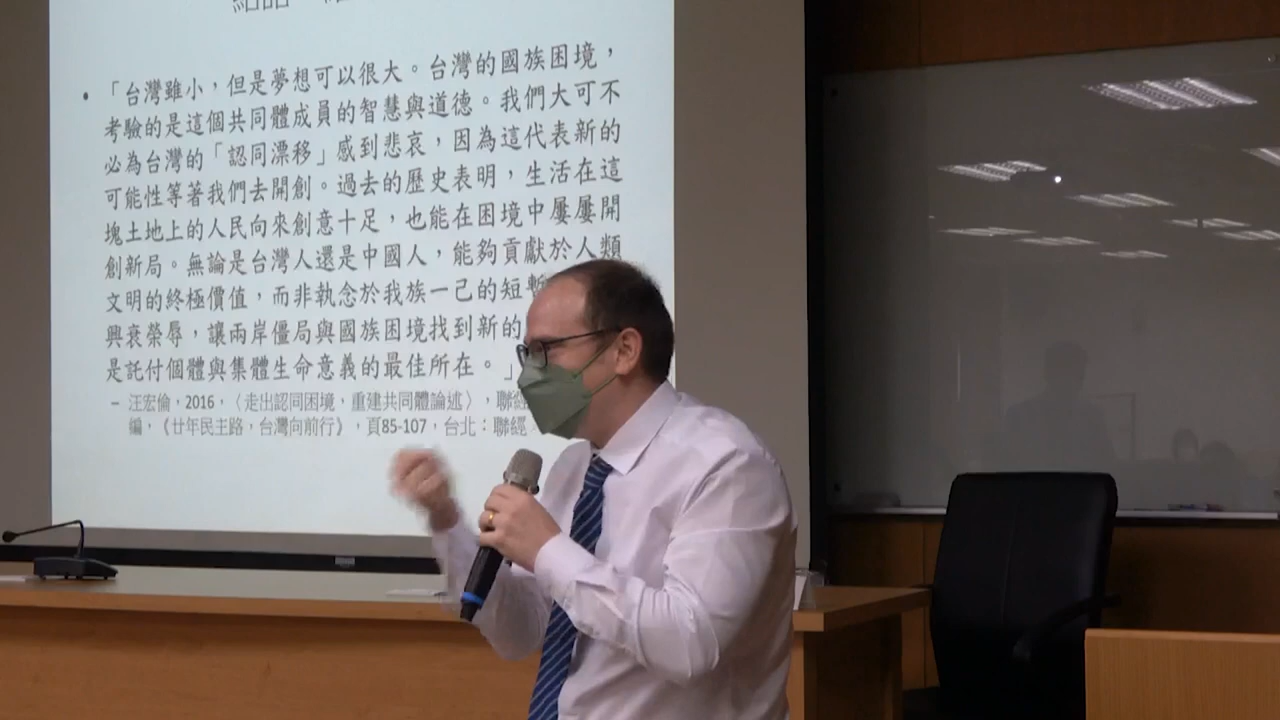 • 「台灣雖小，但是夢想可以很大。台灣的國族困境，
考驗的是這個共同體成員的智慧與道德。我們大可不
必為台灣的「認同漂移」感到悲哀，因為這代表新的
可能性等著我們去開創。過去的歷史表明，生活在這
塊土地上的人民向來創意十足，也能在困境中屢屢開
創新局。無論是台灣人還是中國人，能夠貢獻於人類
文明的終極價值，而非執念於我族一己的短暫
興衰榮辱，讓兩岸僵局與國族困境找到新的
是託付個體與集體生命意義的最佳所在。」
– 汪宏倫，2016，〈走出認同困境，重建共同體論述〉，聯經
編，《廿年民主路，台灣向前行》，頁85-107，台北：聯經